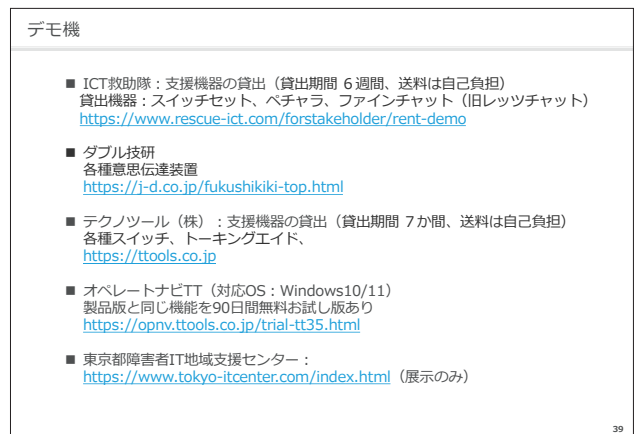 デモ機
■ ICT救助隊：支援機器の貸出（貸出期間 6週間、送料は自己負担）
貸出機器：スイッチセット、ペチャラ、ファインチャット（旧レッツチャット）
https://www.rescue-ict.com/forstakeholder/rent-demo
■ ダブル技研
各種意思伝達装置
https://j-d.co.jp/fukushikiki-top.html
■ テクノツール（株）：支援機器の貸出（貸出期間 7か間、送料は自己負担）
各種スイッチ、トーキングエイド、
https://ttools.co.jp
■ オペレートナビTT（対応OS：Windows10/11）
製品版と同じ機能を90日間無料お試し版あり
https://opnv.ttools.co.jp/trial-tt35.html
■ 東京都障害者IT地域支援センター：
https://www.tokyo-itcenter.com/index.html（展示のみ）
39